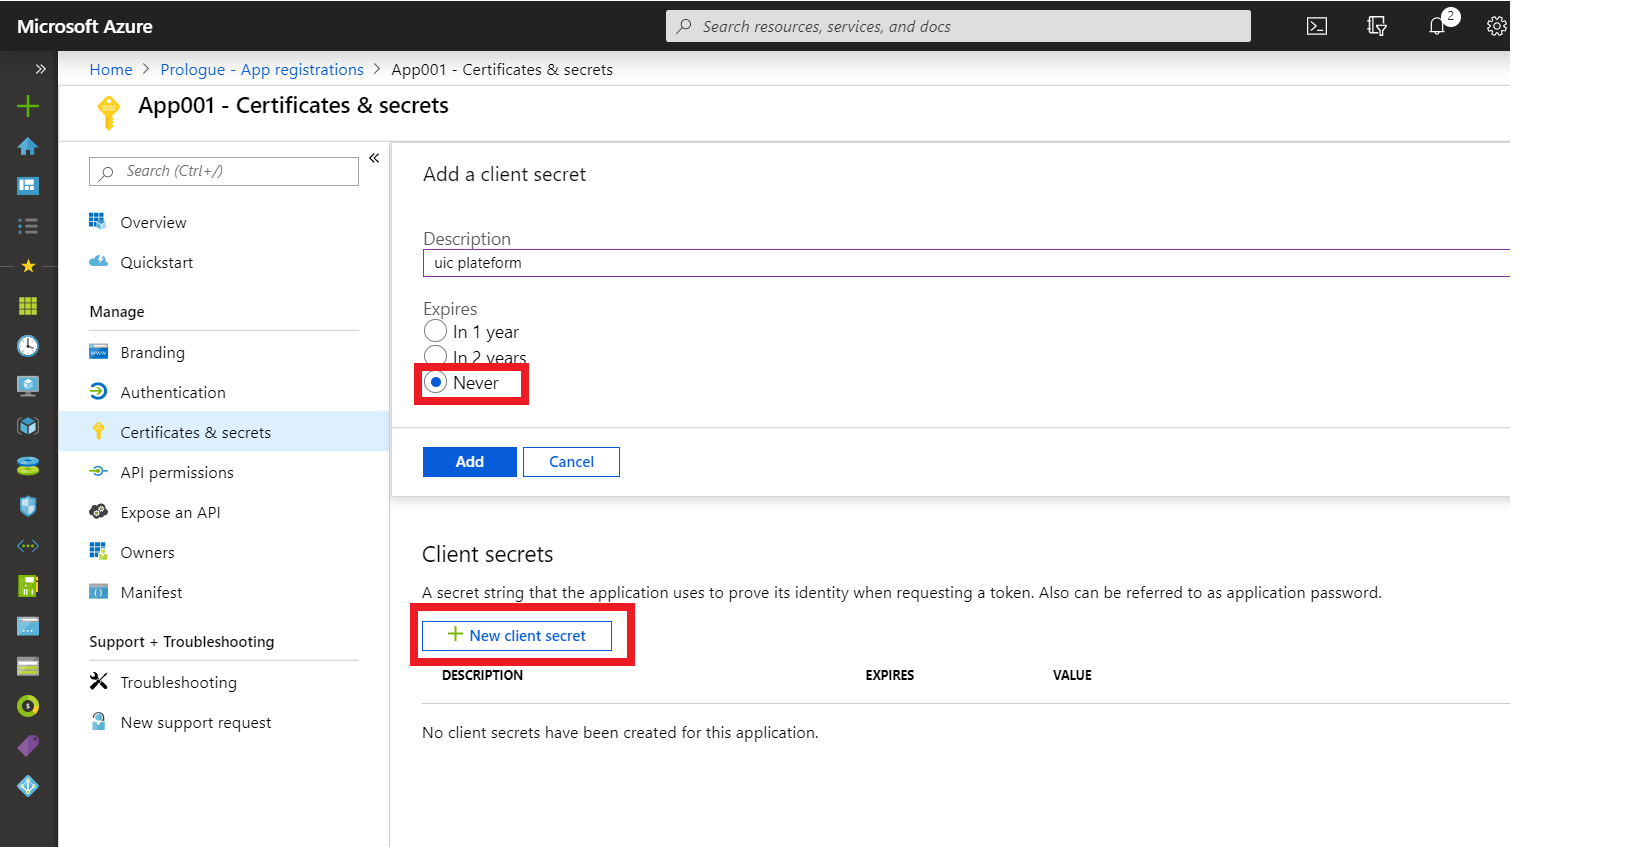 Microsoft Azure
Search resources, services, and docs
2
Home > Prologue - App registrations > App001 - Certificates & secrets
App001 - Certificates & secrets
Search (Ctrl+/)
Overview
Quickstart
Manage
Branding
Authentication
Certificates & secrets
API permissions
Expose an API
Owners
Manifest
Support + Troubleshooting
Troubleshooting
New support request
Add a client secret
Description
uic plateform
Expires
In 1 year
In 2 years
Never
Add Cancel
Client secrets
A secret string that the application uses to prove its identity when requesting a token. Also can be referred to as application password.
New client secret
DESCRIPTION EXPIRES VALUE
No client secrets have been created for this application.